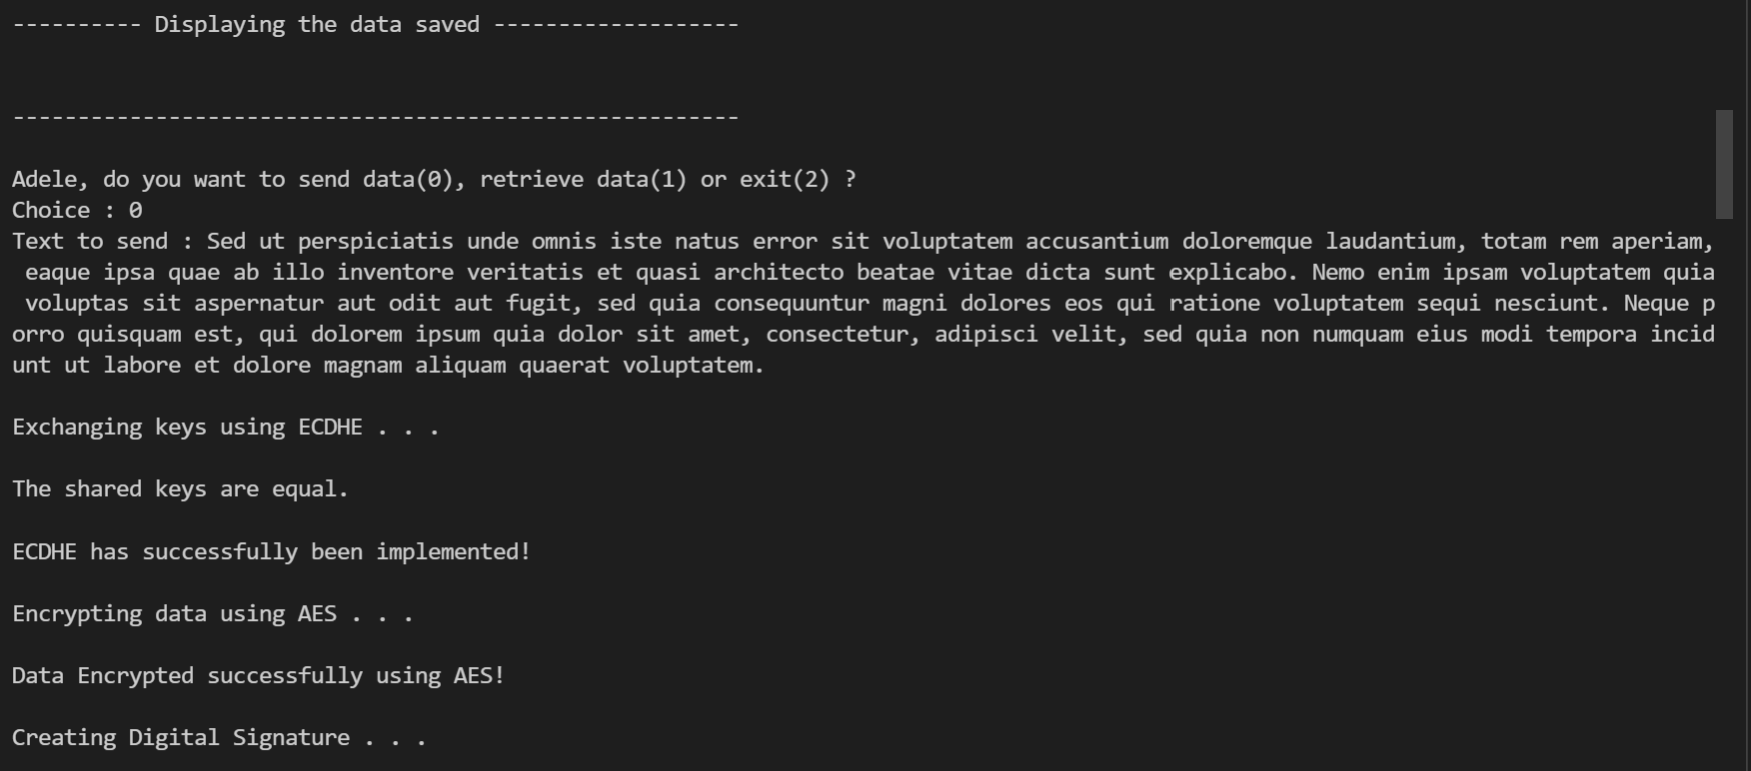 ---------- Displaying the data saved -------------------
--------------------------------------------------------
Adele, do you want to send data(0), retrieve data(1) or exit(2) ?
Choice : 0
Text to send : Sed ut perspiciatis unde omnis iste natus error sit voluptatem accusantium doloremque laudantium, totam rem aperiam,
eaque ipsa quae ab illo inventore veritatis et quasi architecto beatae vitae dicta sunt explicabo. Nemo enim ipsam voluptatem quia
voluptas sit aspernatur aut odit aut fugit, sed quia consequuntur magni dolores eos qui ratione voluptatem sequi nesciunt. Neque p
orro quisquam est, qui dolorem ipsum quia dolor sit amet, consectetur, adipisci velit, sed quia non numquam eius modi tempora incid
unt ut labore et dolore magnam aliquam quaerat voluptatem.
Exchanging keys using ECDHE . . .
The shared keys are equal.
ECDHE has successfully been implemented!
Encrypting data using AES . . .
Data Encrypted successfully using AES!
Creating Digital Signature . . .